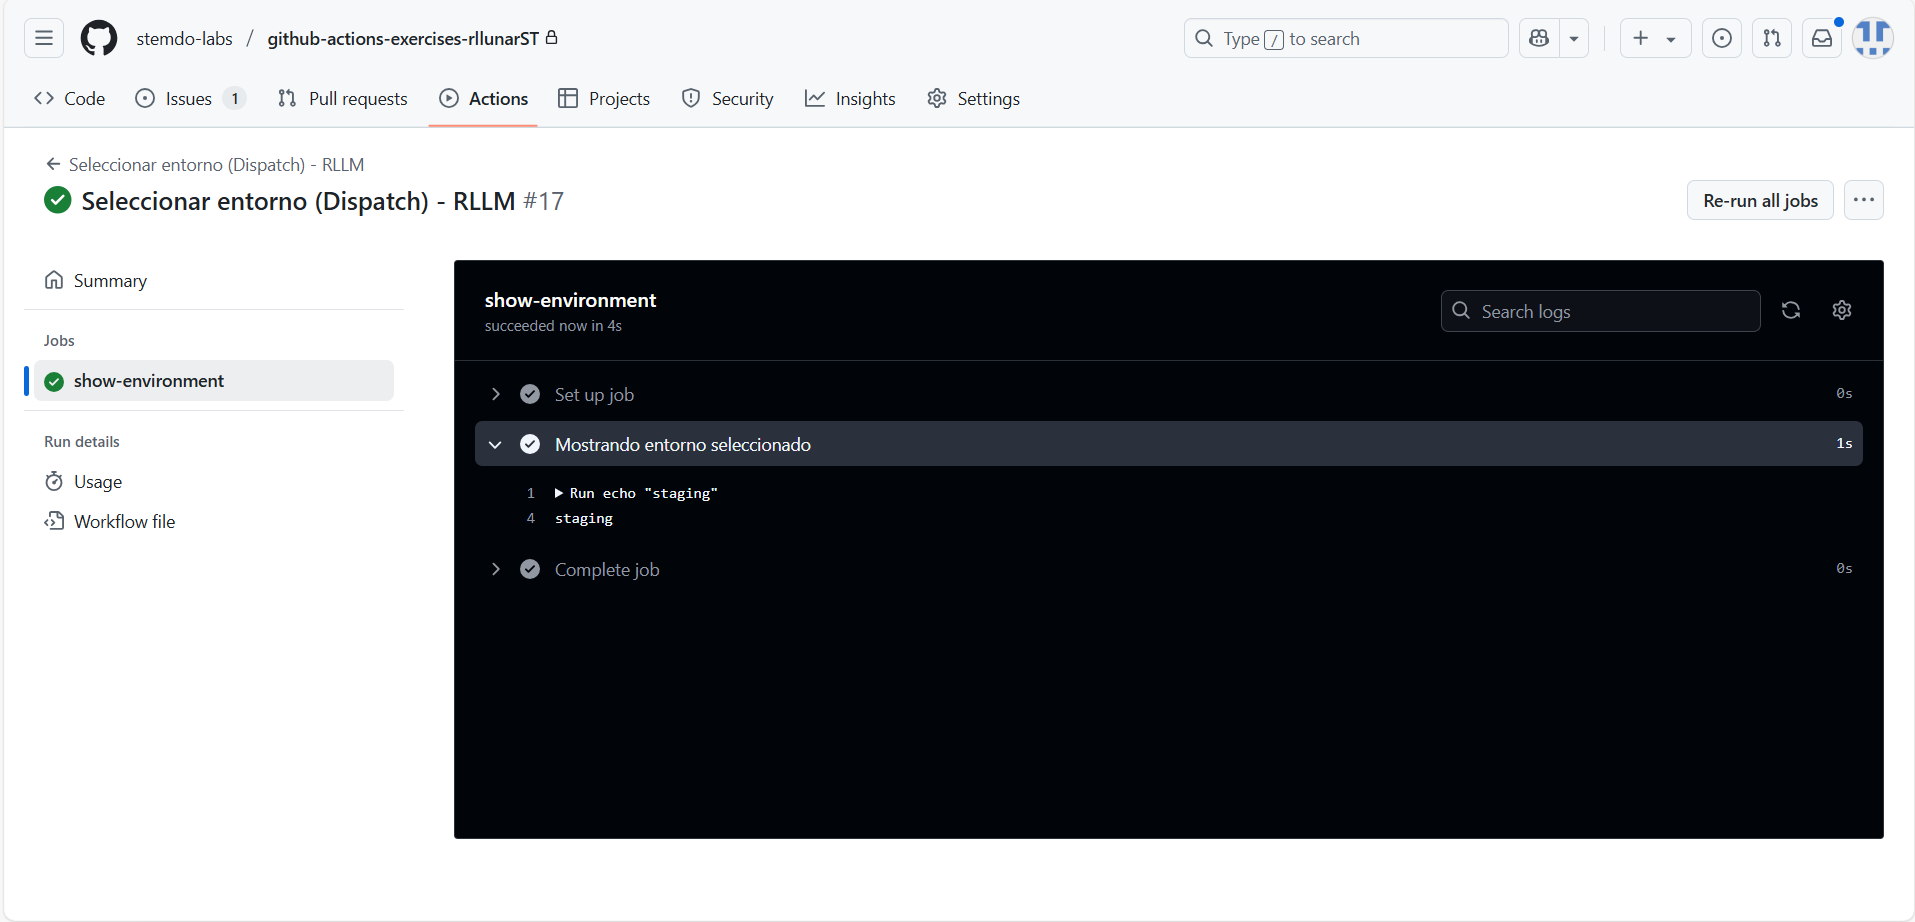 stemdo-labs / github-actions-exercises-rllunarST
Type / to search
Code
Issues 1
Pull requests
Actions
Projects
Security
Insights
Settings
Seleccionar entorno (Dispatch) - RLLM
Seleccionar entorno (Dispatch) - RLLM #17
Re-run all jobs
Summary
Jobs
show-environment
Run details
Usage
Workflow file
show-environment
succeeded now in 4s
Search logs
Set up job 0s
Mostrando entorno seleccionado 1s
1 Run echo "staging"
4 staging
Complete job 0s